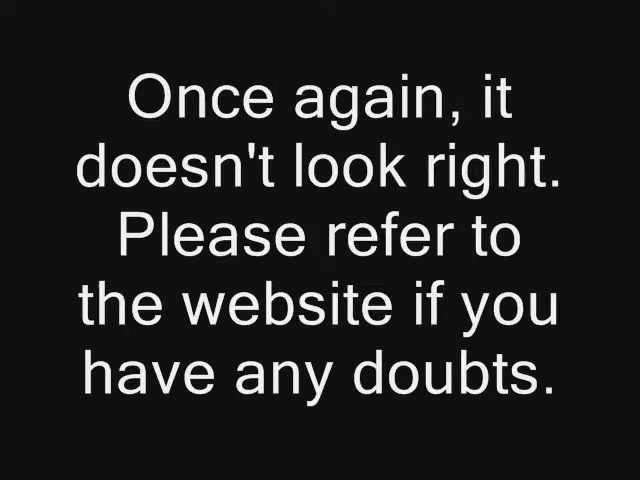 Once again, it
doesn't look right.
Please refer to
the website if you
have any doubts.